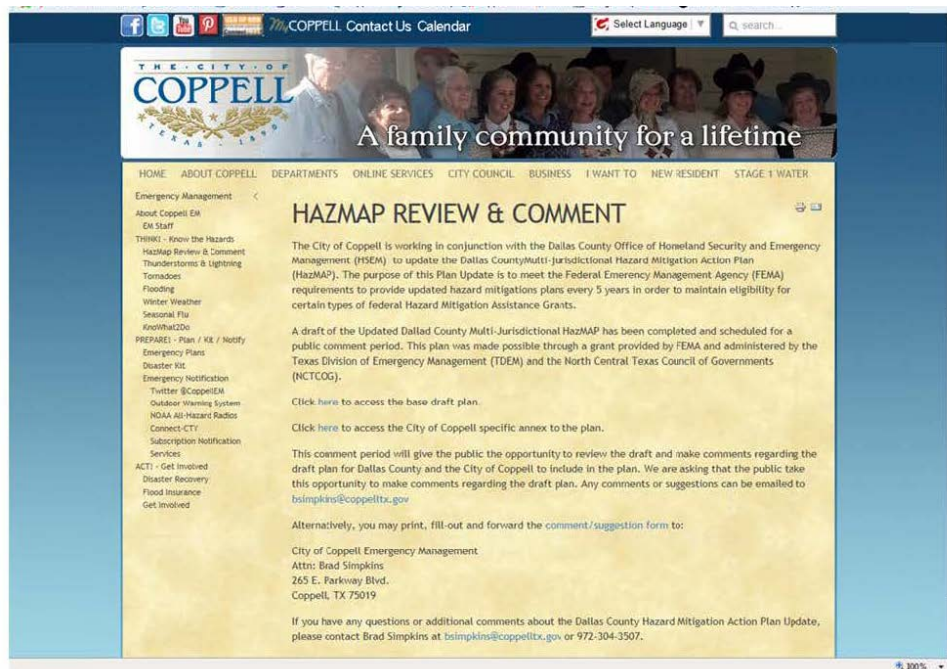 You Tube
SIGN UP NOW
MyCOPPELL Contact Us Calendar
Select Language
search...
THE · CITY · OF
COPPELL
TEXAS · 1890
A family community for a lifetime
HOME ABOUT COPPELL DEPARTMENTS ONLINE SERVICES CITY COUNCIL BUSINESS I WANT TO NEW RESIDENT STAGE 1 WATER
Emergency Management
About Coppell EM
EM Staff
THINK! - Know the Hazards
HazMap Review & Comment
Thunderstorms & Lightning
Tornadoes
Flooding
Winter Weather
Seasonal Flu
KnoWhat2Do
PREPARE! - Plan / Kit / Notify
Emergency Plans
Disaster Kit
Emergency Notification
Twitter @CoppellEM
Outdoor Warning System
NOAA All-Hazard Radios
Connect-CTY
Subscription Notification
Services
ACT! - Get Involved
Disaster Recovery
Flood Insurance
Get Involved
HAZMAP REVIEW & COMMENT
The City of Coppell is working in conjunction with the Dallas County Office of Homeland Security and Emergency
Management (HSEM) to update the Dallas CountyMulti-Jurisdictional Hazard Mitigation Action Plan
(HazMAP). The purpose of this Plan Update is to meet the Federal Emerency Management Agency (FEMA)
requirements to provide updated hazard mitigations plans every 5 years in order to maintain eligibility for
certain types of federal Hazard Mitigation Assistance Grants.
A draft of the Updated Dallad County Multi-Jurisdictional HazMAP has been completed and scheduled for a
public comment period. This plan was made possible through a grant provided by FEMA and administered by the
Texas Division of Emergency Management (TDEM) and the North Central Texas Council of Governments
(NCTCOG).
Click here to access the base draft plan.
Click here to access the City of Coppell specific annex to the plan.
This comment period will give the public the opportunity to review the draft and make comments regarding the
draft plan for Dallas County and the City of Coppell to include in the plan. We are asking that the public take
this opportunity to make comments regarding the draft plan. Any comments or suggestions can be emailed to
bsimpkins@coppelltx.gov
Alternatively, you may print, fill-out and forward the comment/suggestion form to:
City of Coppell Emergency Management
Attn: Brad Simpkins
265 E. Parkway Blvd.
Coppell, TX 75019
If you have any questions or additional comments about the Dallas County Hazard Mitigation Action Plan Update,
please contact Brad Simpkins at bsimpkins@coppelltx.gov or 972-304-3507.
100%